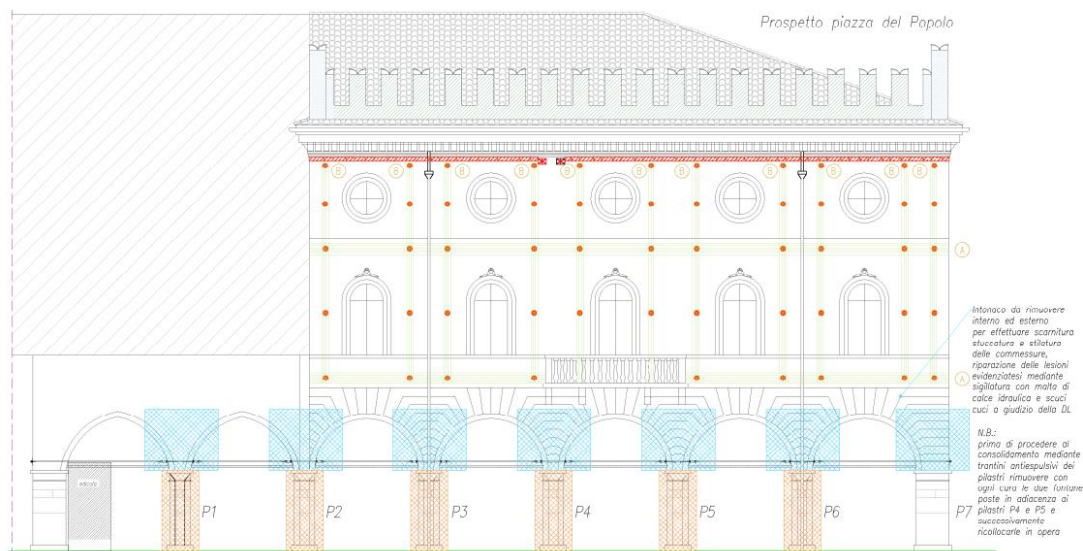 Prospetto piazza del Popolo
B B B B B B B B B B
A
Intonaco da rimuovere
interno ed esterno
per effettuare scarnitura
stuccatura e stilatura
delle commessure,
riparazione delle lesioni
evidenziatesi mediante
sigillatura con malta di
calce idraulica e scuci
cuci a giudizio della DL
A
N.B.:
prima di procedere al
consolidamento mediante
tiranti antiespulsivi dei
pilastri rimuovere con
ogni cura le due fontane
poste in adiacenza ai
pilastri P4 e P5 e
successivamente
ricollocarle in opera
edicola
P1 P2 P3 P4 P5 P6 P7